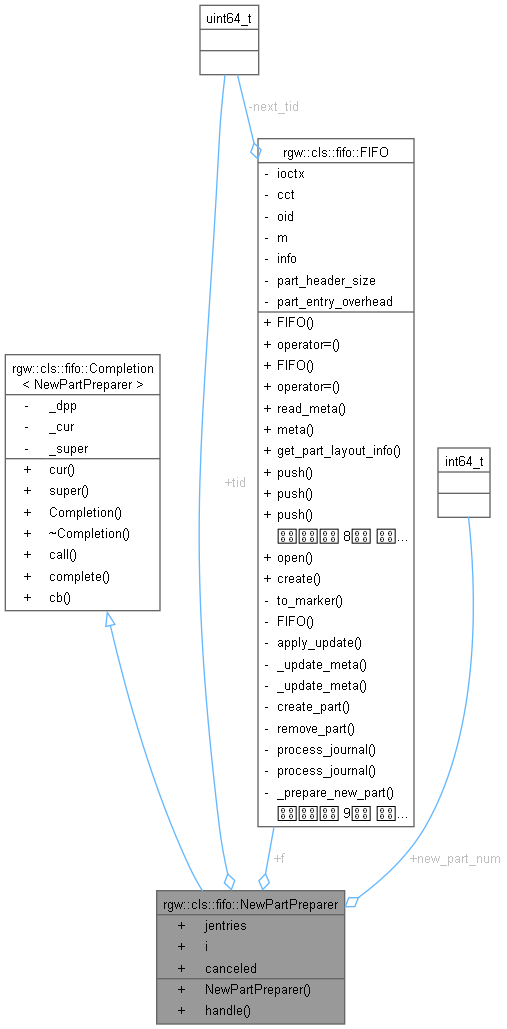 uint64_t
-next_tid
rgw::cls::fifo::FIFO
- ioctx
- cct
- oid
- m
- info
- part_header_size
- part_entry_overhead
+ FIFO()
+ operator=()
+ FIFO()
+ operator=()
+ read_meta()
+ meta()
+ get_part_layout_info()
+ push()
+ push()
+ push()
8
...
+ open()
+ create()
- to_marker()
- FIFO()
- apply_update()
- _update_meta()
- _update_meta()
- create_part()
- remove_part()
- process_journal()
- process_journal()
- _prepare_new_part()
9
...
rgw::cls::fifo::Completion
< NewPartPreparer >
- _dpp
- _cur
- _super
+ cur()
+ super()
+ Completion()
+ ~Completion()
+ call()
+ complete()
+ cb()
+tid
int64_t
+f
+new_part_num
rgw::cls::fifo::NewPartPreparer
+ jentries
+ i
+ canceled
+ NewPartPreparer()
+ handle()